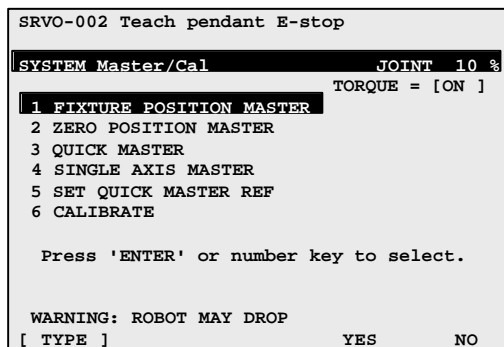 SRVO-002 Teach pendant E-stop
SYSTEM Master/Cal JOINT 10 %
TORQUE = [ON ]
1 FIXTURE POSITION MASTER
2 ZERO POSITION MASTER
3 QUICK MASTER
4 SINGLE AXIS MASTER
5 SET QUICK MASTER REF
6 CALIBRATE
Press 'ENTER' or number key to select.
WARNING: ROBOT MAY DROP
[ TYPE ] YES NO